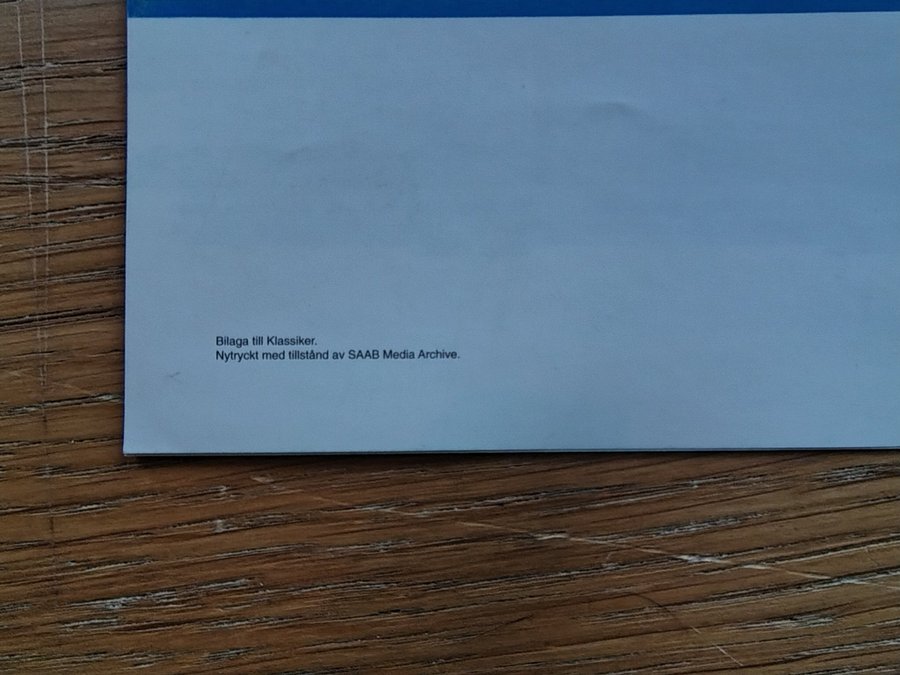 Bilaga till Klassiker.
Nytryckt med tillstånd av SAAB Media Archive.